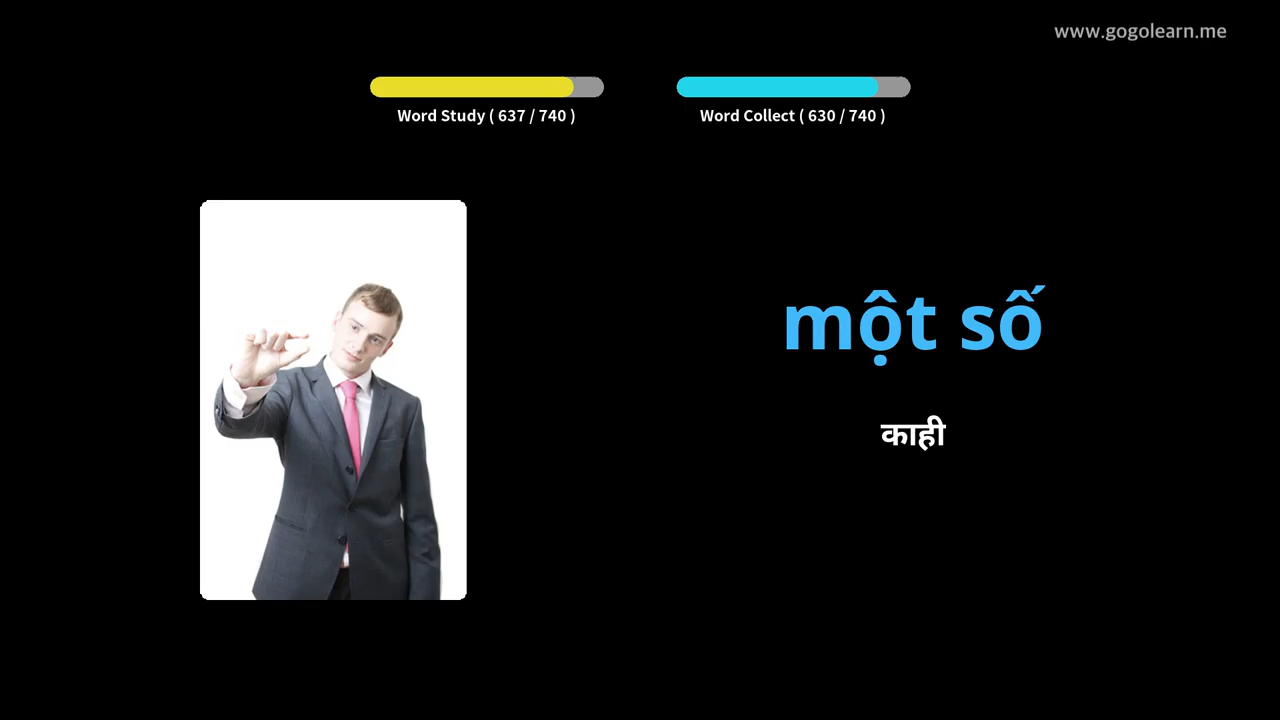 www.gogolearn.me
Word Study ( 637 / 740 )
Word Collect ( 630 / 740 )
một số
काही